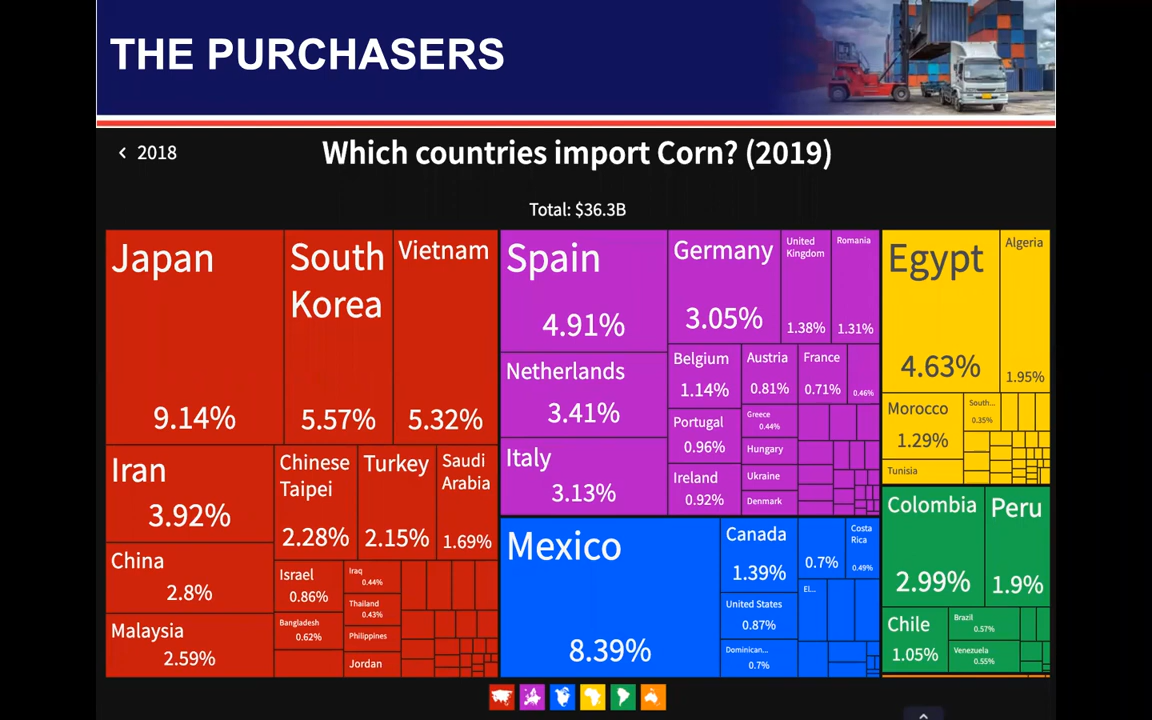 THE PURCHASERS
< 2018
Which countries import Corn? (2019)
Total: $36.3B
Japan
9.14%
South
Korea
5.57%
Vietnam
5.32%
Iran
3.92%
China
2.8%
Malaysia
2.59%
Chinese
Taipei
2.28%
Turkey
2.15%
Saudi
Arabia
1.69%
Israel
0.86%
Bangladesh
0.62%
Iraq
0.44%
Thailand
0.43%
Philippines
Jordan
Spain
4.91%
Netherlands
3.41%
Italy
3.13%
Germany
3.05%
United
Kingdom
1.38%
Romania
1.31%
Belgium
1.14%
Portugal
0.96%
Ireland
0.92%
Austria
0.81%
France
0.71%
0.46%
Greece
0.44%
Hungary
Ukraine
Denmark
Mexico
8.39%
Canada
1.39%
United States
0.87%
Dominican...
0.7%
0.7%
Costa
Rica
0.49%
El...
Egypt
4.63%
Algeria
1.95%
Morocco
1.29%
Tunisia
South...
0.35%
Colombia
2.99%
Peru
1.9%
Chile
1.05%
Brazil
0.57%
Venezuela
0.55%